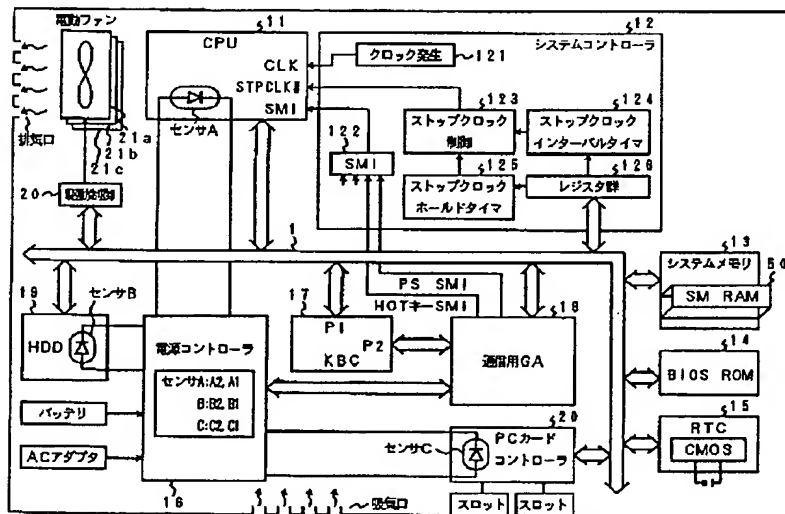 電動ファン
11
CPU
CLK
STPCLK#
SMI
センサA
12
システムコントローラ
クロック発生
121
123
124
ストップクロック
制御
ストップクロック
インターバルタイマ
122
SMI
125
126
ストップクロック
ホールドタイマ
レジスタ群
排気口
21a
21b
21c
20
1
13
システムメモリ
SM RAM
PS SMI
HOTキーSMI
19
センサB
HDD
17
P1
P2
KBC
18
通信用GA
電源コントローラ
センサA:A2,A1
B:B2,B1
C:C2,C1
14
BIOS ROM
バッテリ
ACアダプタ
15
RTC
CMOS
20
センサC
PCカード
コントローラ
16
吸気口
スロット
スロット